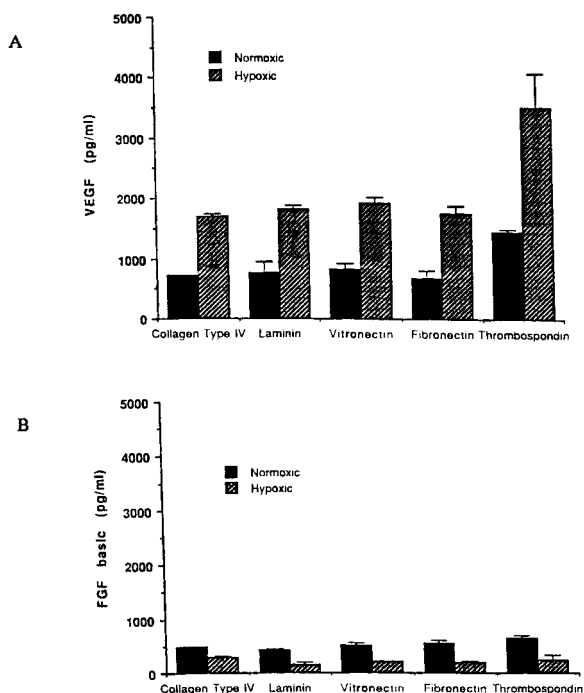 A
5000
4000
3000
2000
1000
0
VEGF (pg/ml)
Normoxic
Hypoxic
Collagen Type IV Laminin Vitronectin Fibronectin Thrombospondin
B
5000
4000
3000
2000
1000
0
FGF basic (pg/ml)
Normoxic
Hypoxic
Collagen Type IV Laminin Vitronectin Fibronectin Thrombospondin